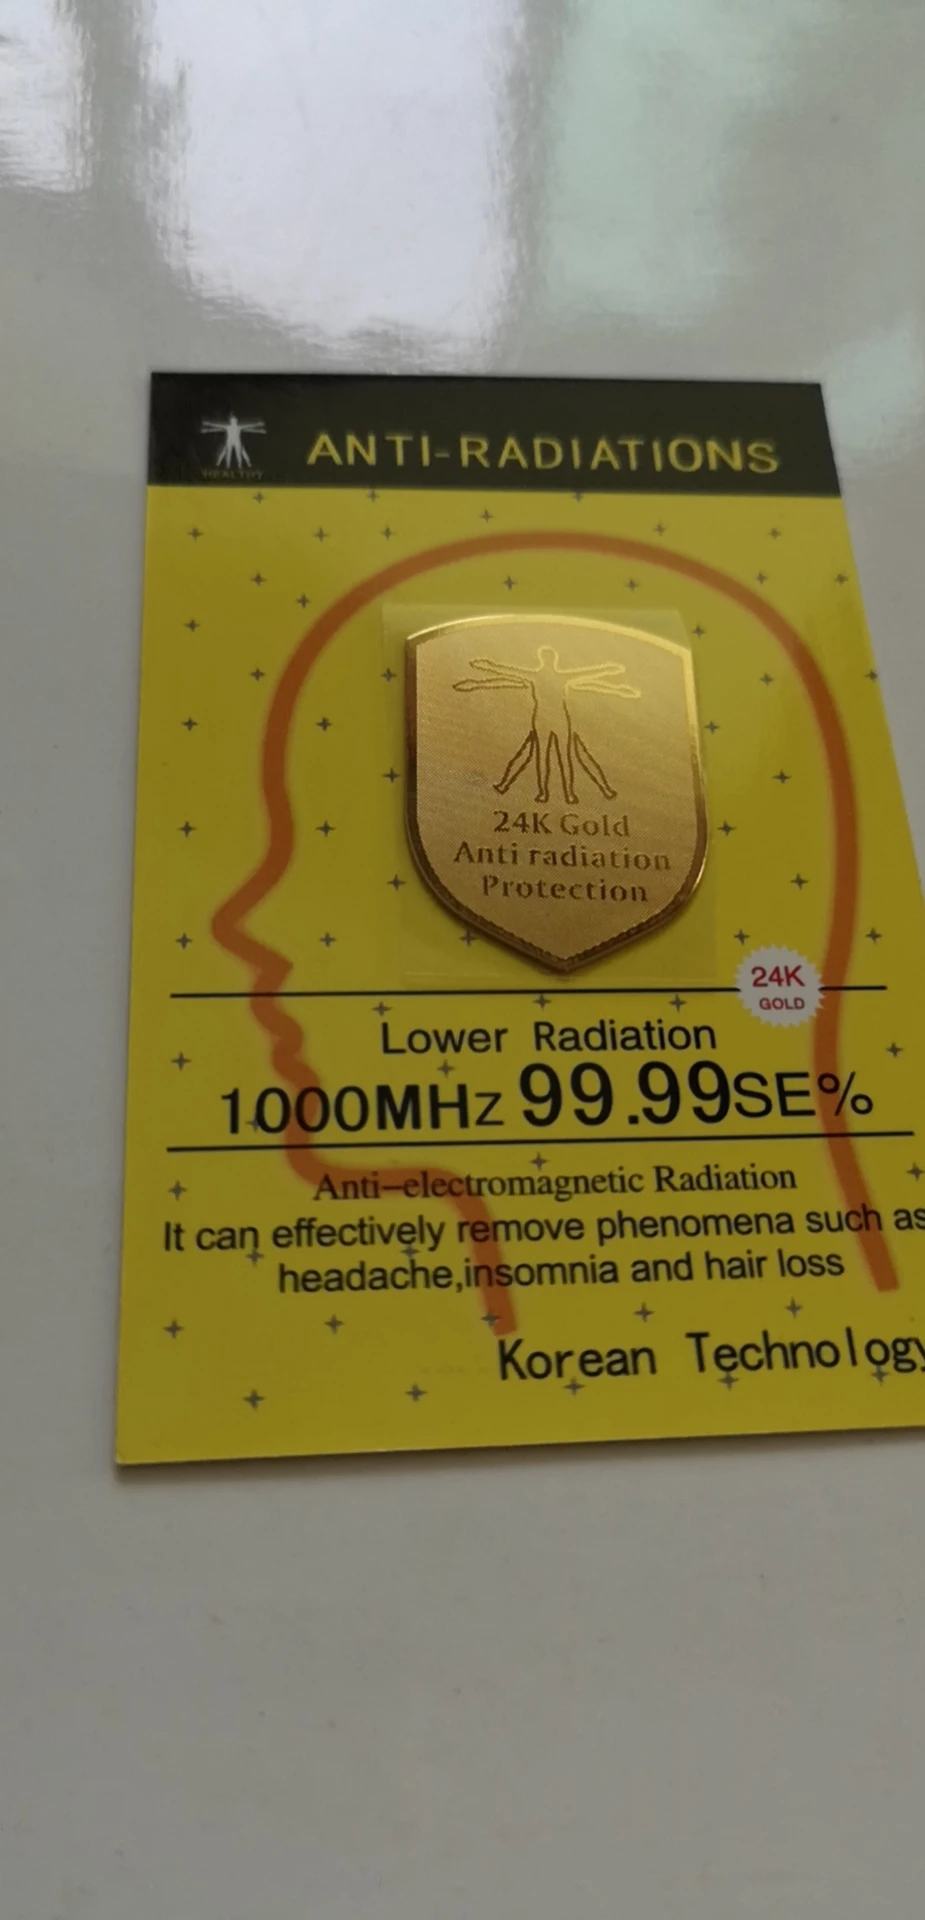 HEALTHY
ANTI-RADIATIONS
24K Gold
Anti radiation
Protection
24K
GOLD
Lower Radiation
1000MHz 99.99SE%
Anti-electromagnetic Radiation
It can effectively remove phenomena such as
headache,insomnia and hair loss
Korean Technology